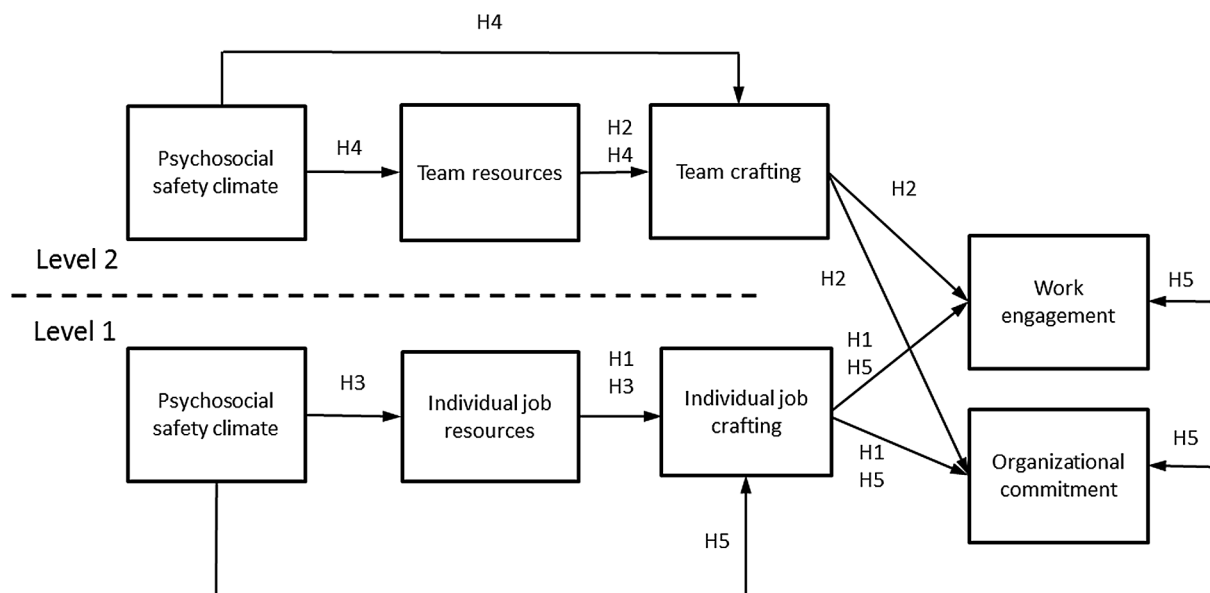 H4
Psychosocial
safety climate
H4
Team resources
H2
H4
Team crafting
H2
Level 2
H2
Work
engagement
H5
Level 1
Psychosocial
safety climate
H3
Individual job
resources
H1
H3
Individual job
crafting
H1
H5
H1
H5
Organizational
commitment
H5
H5